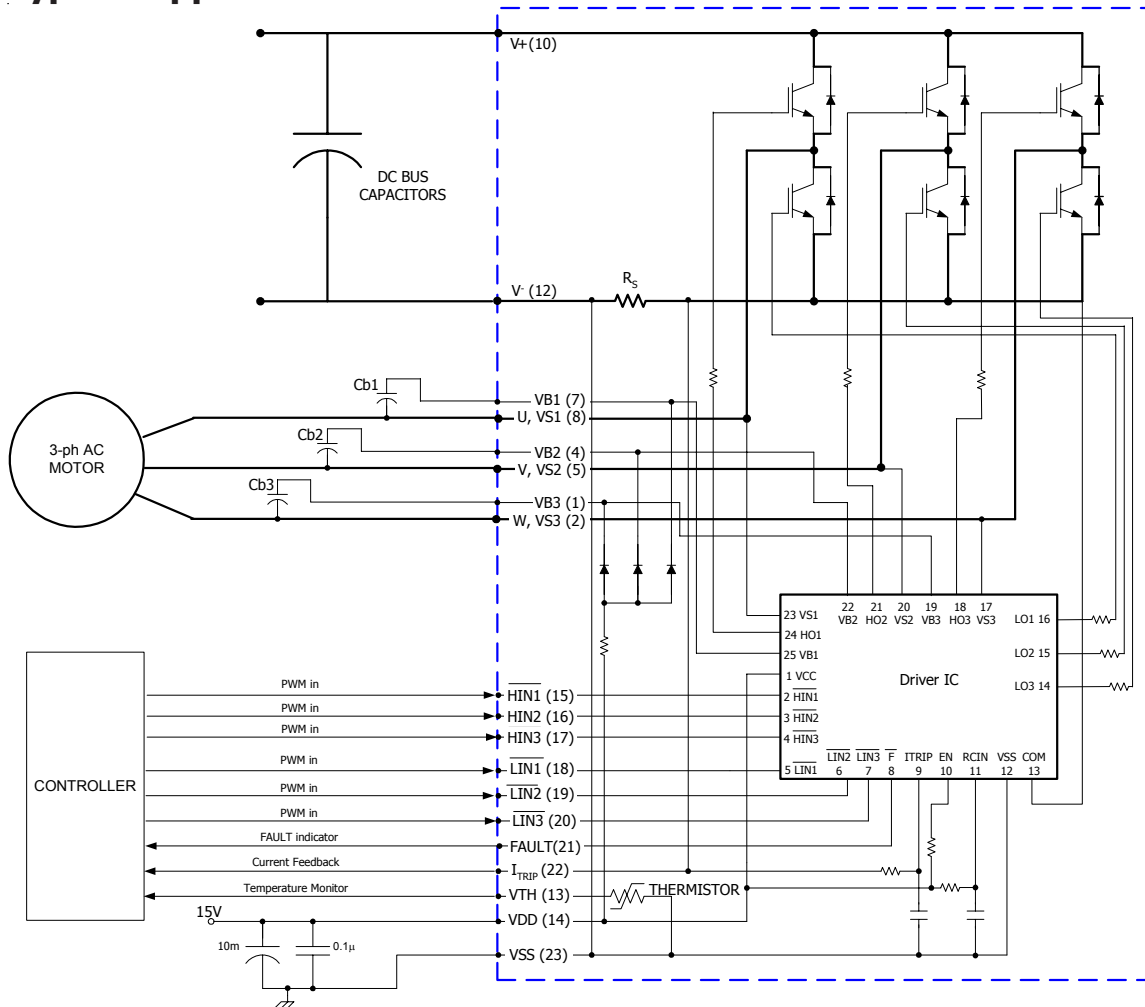 V+(10)
DC BUS
CAPACITORS
V- (12)
RS
Cb1
VB1 (7)
U, VS1 (8)
3-ph AC
MOTOR
Cb2
VB2 (4)
V, VS2 (5)
Cb3
VB3 (1)
W, VS3 (2)
22 21 20 19 18 17
VB2 HO2 VS2 VB3 HO3 VS3
23 VS1
24 HO1
25 VB1
1 VCC
2 HIN1
3 HIN2
4 HIN3
5 LIN1
Driver IC
LO1 16
LO2 15
LO3 14
LIN2 LIN3 F ITRIP EN RCIN VSS COM
6 7 8 9 10 11 12 13
CONTROLLER
PWM in
HIN1 (15)
PWM in
HIN2 (16)
PWM in
HIN3 (17)
PWM in
LIN1 (18)
PWM in
LIN2 (19)
PWM in
LIN3 (20)
FAULT indicator
FAULT(21)
Current Feedback
ITRIP (22)
Temperature Monitor
VTH (13)
THERMISTOR
15V
VDD (14)
10m
0.1µ
VSS (23)